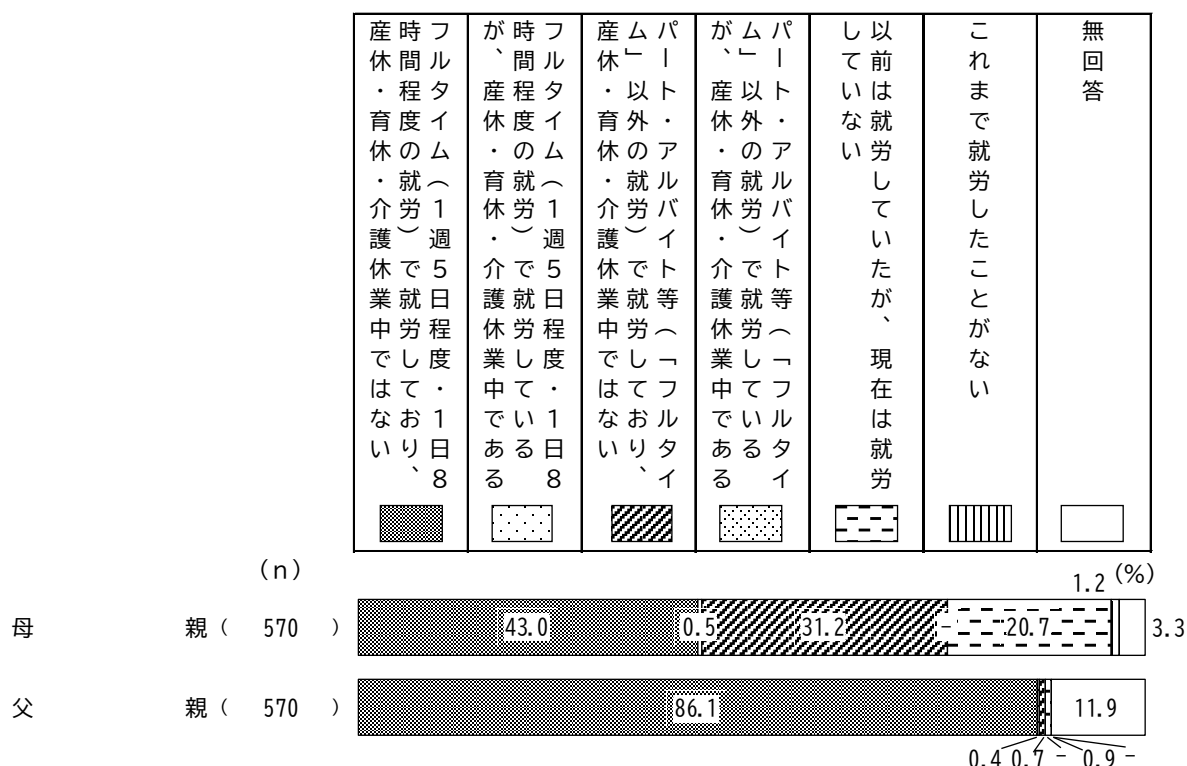 フルタイム（１週５日程度・１日８
時間程度の就労）で就労しており、
産休・育休・介護休業中ではない
フルタイム（１週５日程度・１日８
時間程度の就労）で就労している
が、産休・育休・介護休業中である
パート・アルバイト等（「フルタイ
ム」以外の就労）で就労しており、
産休・育休・介護休業中ではない
パート・アルバイト等（「フルタイ
ム」以外の就労）で就労している
が、産休・育休・介護休業中である
以前は就労していたが、現在は就労
していない
これまで就労したことがない
無回答
(n)
1.2 (%)
母親( 570 ) 43.0 0.5 31.2 - 20.7 3.3
父親( 570 ) 86.1 11.9
0.4 0.7 - 0.9 -